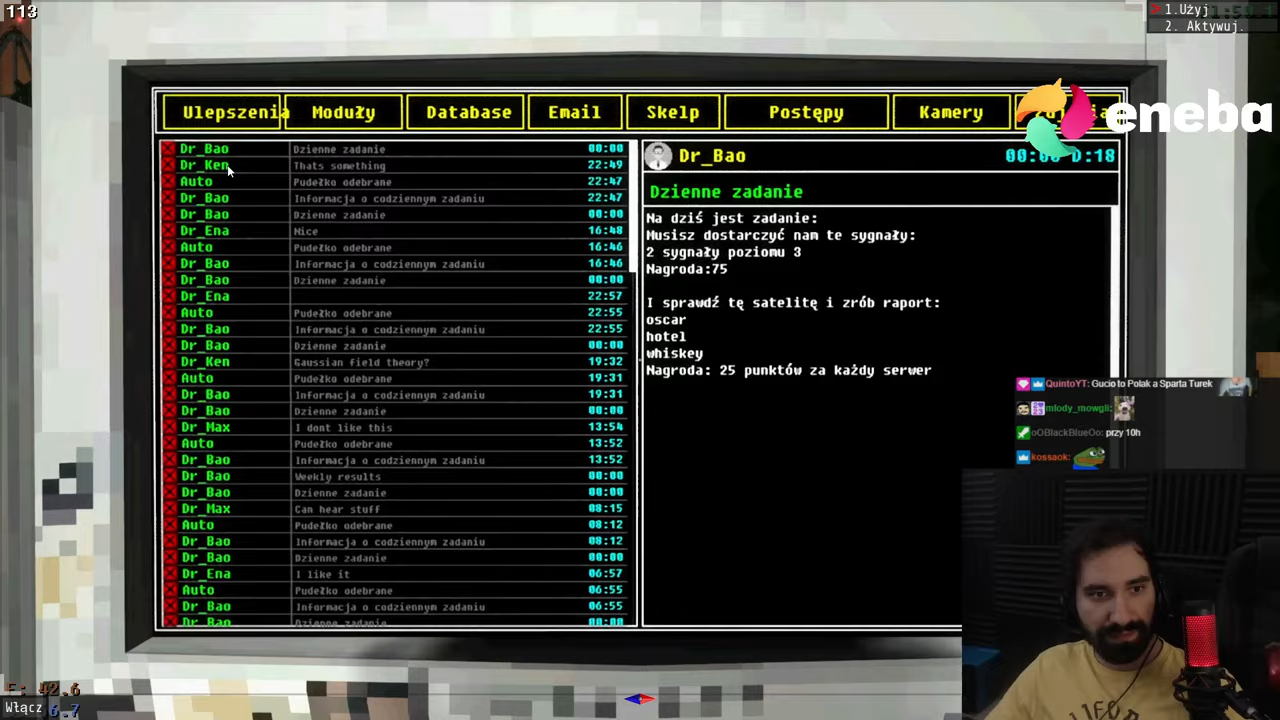 113
1.Użyj
2. Aktywuj.
Ulepszenia
Moduły
Database
Email
Skelp
Postępy
Kamery
eneba
Dr_Bao Dzienne zadanie 00:00
Dr_Ken Thats something 22:49
Auto Pudełko odebrane 22:47
Dr_Bao Informacja o codziennym zadaniu 22:47
Dr_Bao Dzienne zadanie 00:00
Dr_Ena Nice 16:48
Auto Pudełko odebrane 16:46
Dr_Bao Informacja o codziennym zadaniu 16:46
Dr_Bao Dzienne zadanie 00:00
Dr_Ena 22:57
Auto Pudełko odebrane 22:55
Dr_Bao Informacja o codziennym zadaniu 22:55
Dr_Bao Dzienne zadanie 00:00
Dr_Ken Gaussian field theory? 19:32
Auto Pudełko odebrane 19:31
Dr_Bao Informacja o codziennym zadaniu 19:31
Dr_Bao Dzienne zadanie 00:00
Dr_Max I dont like this 13:54
Auto Pudełko odebrane 13:52
Dr_Bao Informacja o codziennym zadaniu 13:52
Dr_Bao Weekly results 00:00
Dr_Bao Dzienne zadanie 00:00
Dr_Max Can hear stuff 08:15
Auto Pudełko odebrane 08:12
Dr_Bao Informacja o codziennym zadaniu 08:12
Dr_Bao Dzienne zadanie 00:00
Dr_Ena I like it 06:57
Auto Pudełko odebrane 06:55
Dr_Bao Informacja o codziennym zadaniu 06:55
Dr_Bao Dzienne zadanie 00:00
Dr_Bao 00:00 D:18
Dzienne zadanie
Na dziś jest zadanie:
Musisz dostarczyć nam te sygnały:
2 sygnały poziomu 3
Nagroda:75
I sprawdź tę satelitę i zrób raport:
oscar
hotel
whiskey
Nagroda: 25 punktów za każdy serwer
QuintoYT: Gucio to Polak a Sparta Turek
mlody_mowgli:
oOBlackBlueOo: przy 10h
kossaok:
Włącz